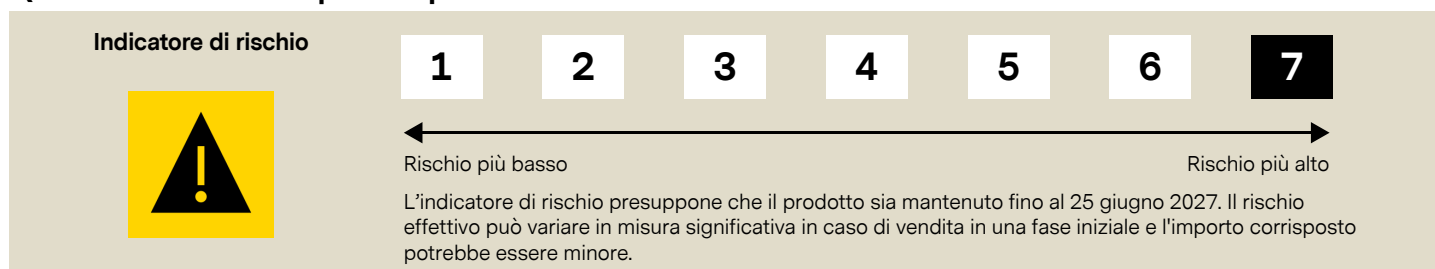 Indicatore di rischio
1 2 3 4 5 6 7
Rischio più basso Rischio più alto
L'indicatore di rischio presuppone che il prodotto sia mantenuto fino al 25 giugno 2027. Il rischio
effettivo può variare in misura significativa in caso di vendita in una fase iniziale e l'importo corrisposto
potrebbe essere minore.